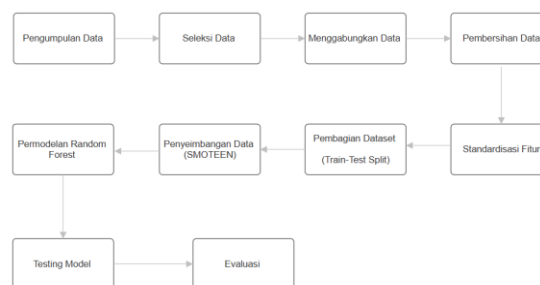 Pengumpulan Data
Seleksi Data
Menggabungkan Data
Pembersihan Data
Standardisasi Fitur
Pembagian Dataset
(Train-Test Split)
Penyeimbangan Data
(SMOTEEN)
Permodelan Random
Forest
Testing Model
Evaluasi